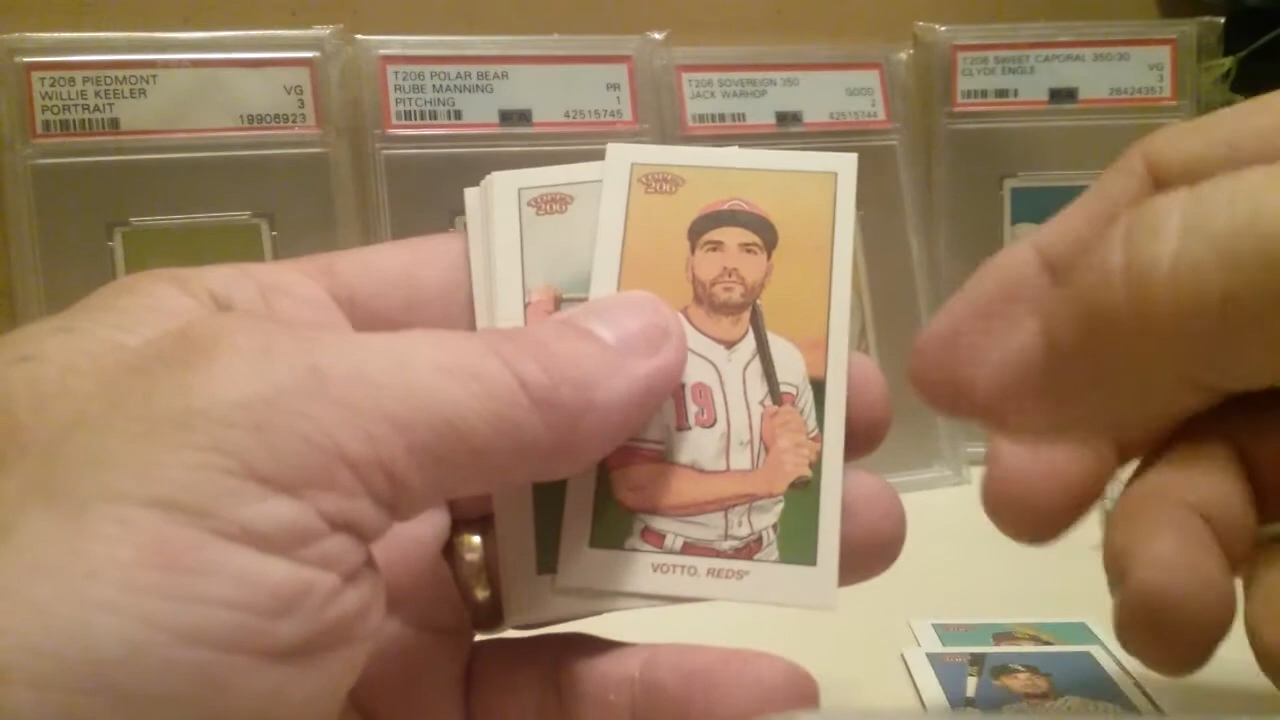 T206 PIEDMONT
WILLIE KEELER VG
PORTRAIT 3
19906923
T206 POLAR BEAR
RUBE MANNING PR
PITCHING 1
42515745
T206 SOVEREIGN 350
JACK WARHOP GOOD
2
42515744
T206 SWEET CAPORAL 350/30
CLYDE ENGLE VG
3
28424357
TOPPS
206
TOPPS
206
19
VOTTO, REDS